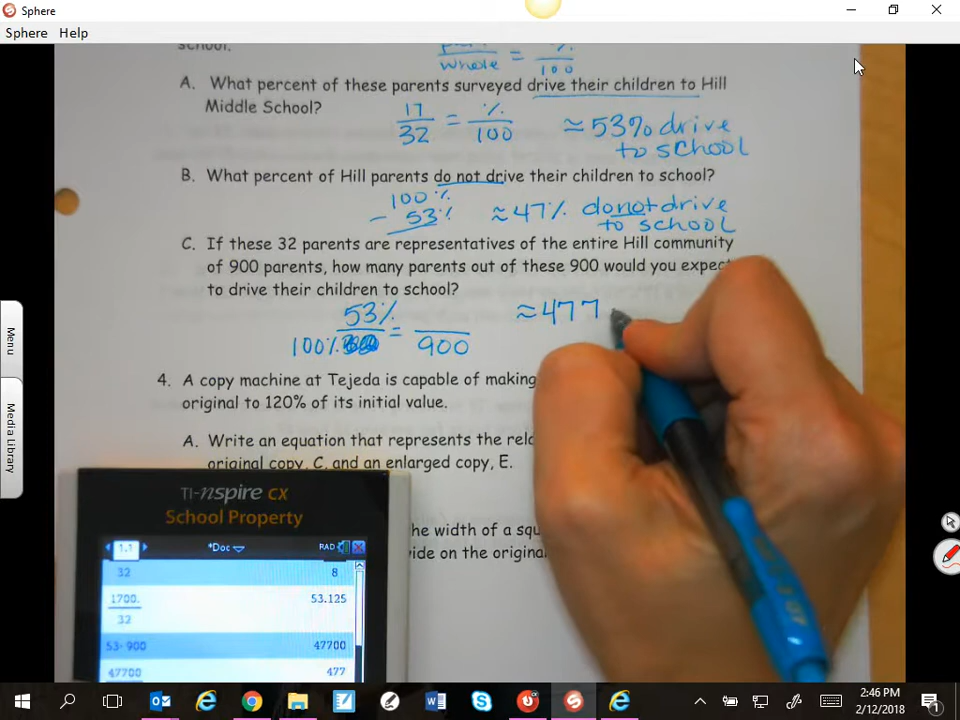 Sphere
Sphere Help
school.
whole = 100
A. What percent of these parents surveyed drive their children to Hill
Middle School?
17/32 = %/100 ≈ 53% drive
to school
B. What percent of Hill parents do not drive their children to school?
100%
- 53% ≈ 47% do not drive
to school
C. If these 32 parents are representatives of the entire Hill community
of 900 parents, how many parents out of these 900 would you expect
to drive their children to school?
53%
100% = 900 ≈ 477
4. A copy machine at Tejeda is capable of making
original to 120% of its initial value.
A. Write an equation that represents the rel
original copy, C, and an enlarged copy, E.
he width of a squ
ide on the origina
Menu
Media Library
TI-nspire CX
School Property
1.1 *Doc RAD
32 8
1700. 53.125
32
53·900 47700
47700 477
2:46 PM
2/12/2018